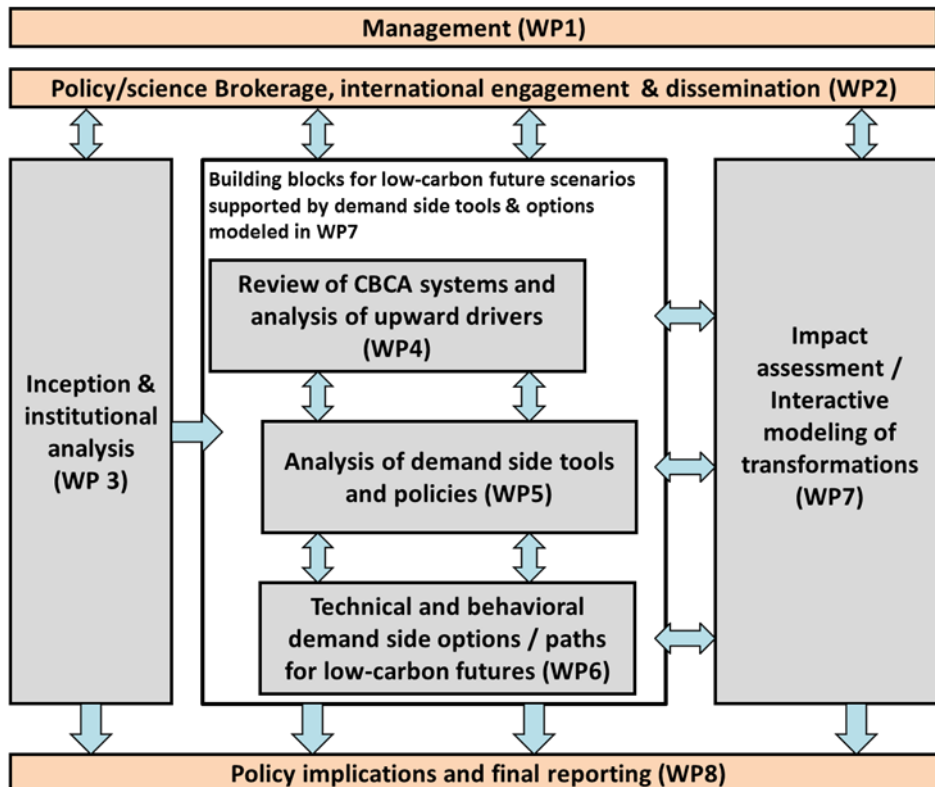 Management (WP1)
Policy/science Brokerage, international engagement & dissemination (WP2)
Inception &
institutional
analysis
(WP 3)
Building blocks for low-carbon future scenarios
supported by demand side tools & options
modeled in WP7
Review of CBCA systems and
analysis of upward drivers
(WP4)
Analysis of demand side tools
and policies (WP5)
Technical and behavioral
demand side options / paths
for low-carbon futures (WP6)
Impact
assessment /
Interactive
modeling of
transformations
(WP7)
Policy implications and final reporting (WP8)